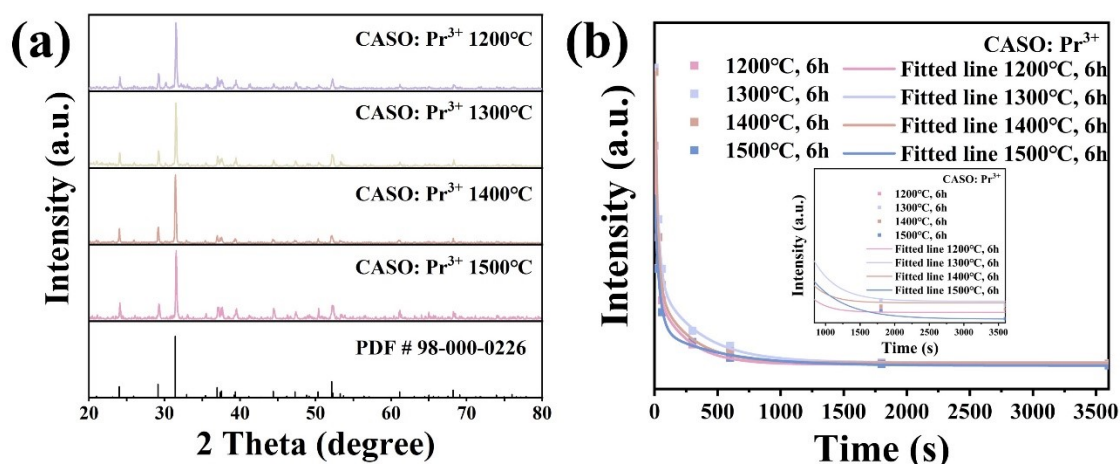 (a)
CASO: Pr³⁺ 1200℃
CASO: Pr³⁺ 1300℃
CASO: Pr³⁺ 1400℃
CASO: Pr³⁺ 1500℃
PDF # 98-000-0226
Intensity (a.u.)
20 30 40 50 60 70 80
2 Theta (degree)
(b)
CASO: Pr³⁺
1200℃, 6h Fitted line 1200℃, 6h
1300℃, 6h Fitted line 1300℃, 6h
1400℃, 6h Fitted line 1400℃, 6h
1500℃, 6h Fitted line 1500℃, 6h
Intensity (a.u.)
CASO: Pr³⁺
1200℃, 6h
1300℃, 6h
1400℃, 6h
1500℃, 6h
Fitted line 1200℃, 6h
Fitted line 1300℃, 6h
Fitted line 1400℃, 6h
Fitted line 1500℃, 6h
Intensity (a.u.)
1000 1500 2000 2500 3000 3500
Time (s)
0 500 1000 1500 2000 2500 3000 3500
Time (s)